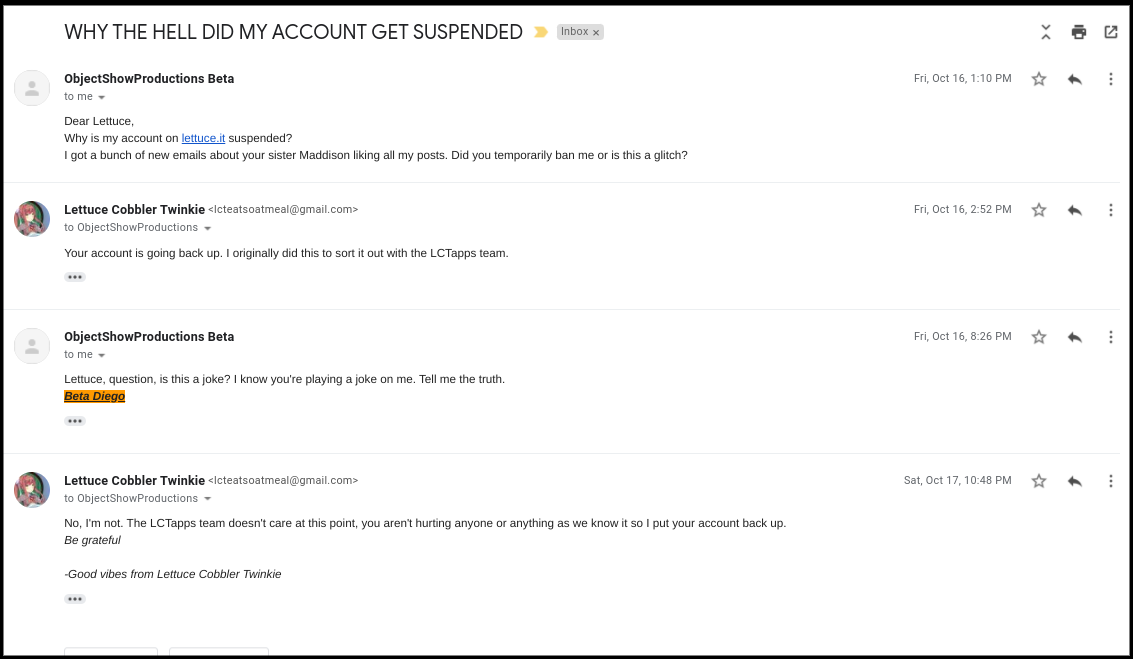 WHY THE HELL DID MY ACCOUNT GET SUSPENDED Inbox ×
ObjectShowProductions Beta Fri, Oct 16, 1:10 PM
to me
Dear Lettuce,
Why is my account on lettuce.it suspended?
I got a bunch of new emails about your sister Maddison liking all my posts. Did you temporarily ban me or is this a glitch?
Lettuce Cobbler Twinkie <lcteatsoatmeal@gmail.com> Fri, Oct 16, 2:52 PM
to ObjectShowProductions
Your account is going back up. I originally did this to sort it out with the LCTapps team.
ObjectShowProductions Beta Fri, Oct 16, 8:26 PM
to me
Lettuce, question, is this a joke? I know you're playing a joke on me. Tell me the truth.
Beta Diego
Lettuce Cobbler Twinkie <lcteatsoatmeal@gmail.com> Sat, Oct 17, 10:48 PM
to ObjectShowProductions
No, I'm not. The LCTapps team doesn't care at this point, you aren't hurting anyone or anything as we know it so I put your account back up.
Be grateful
-Good vibes from Lettuce Cobbler Twinkie